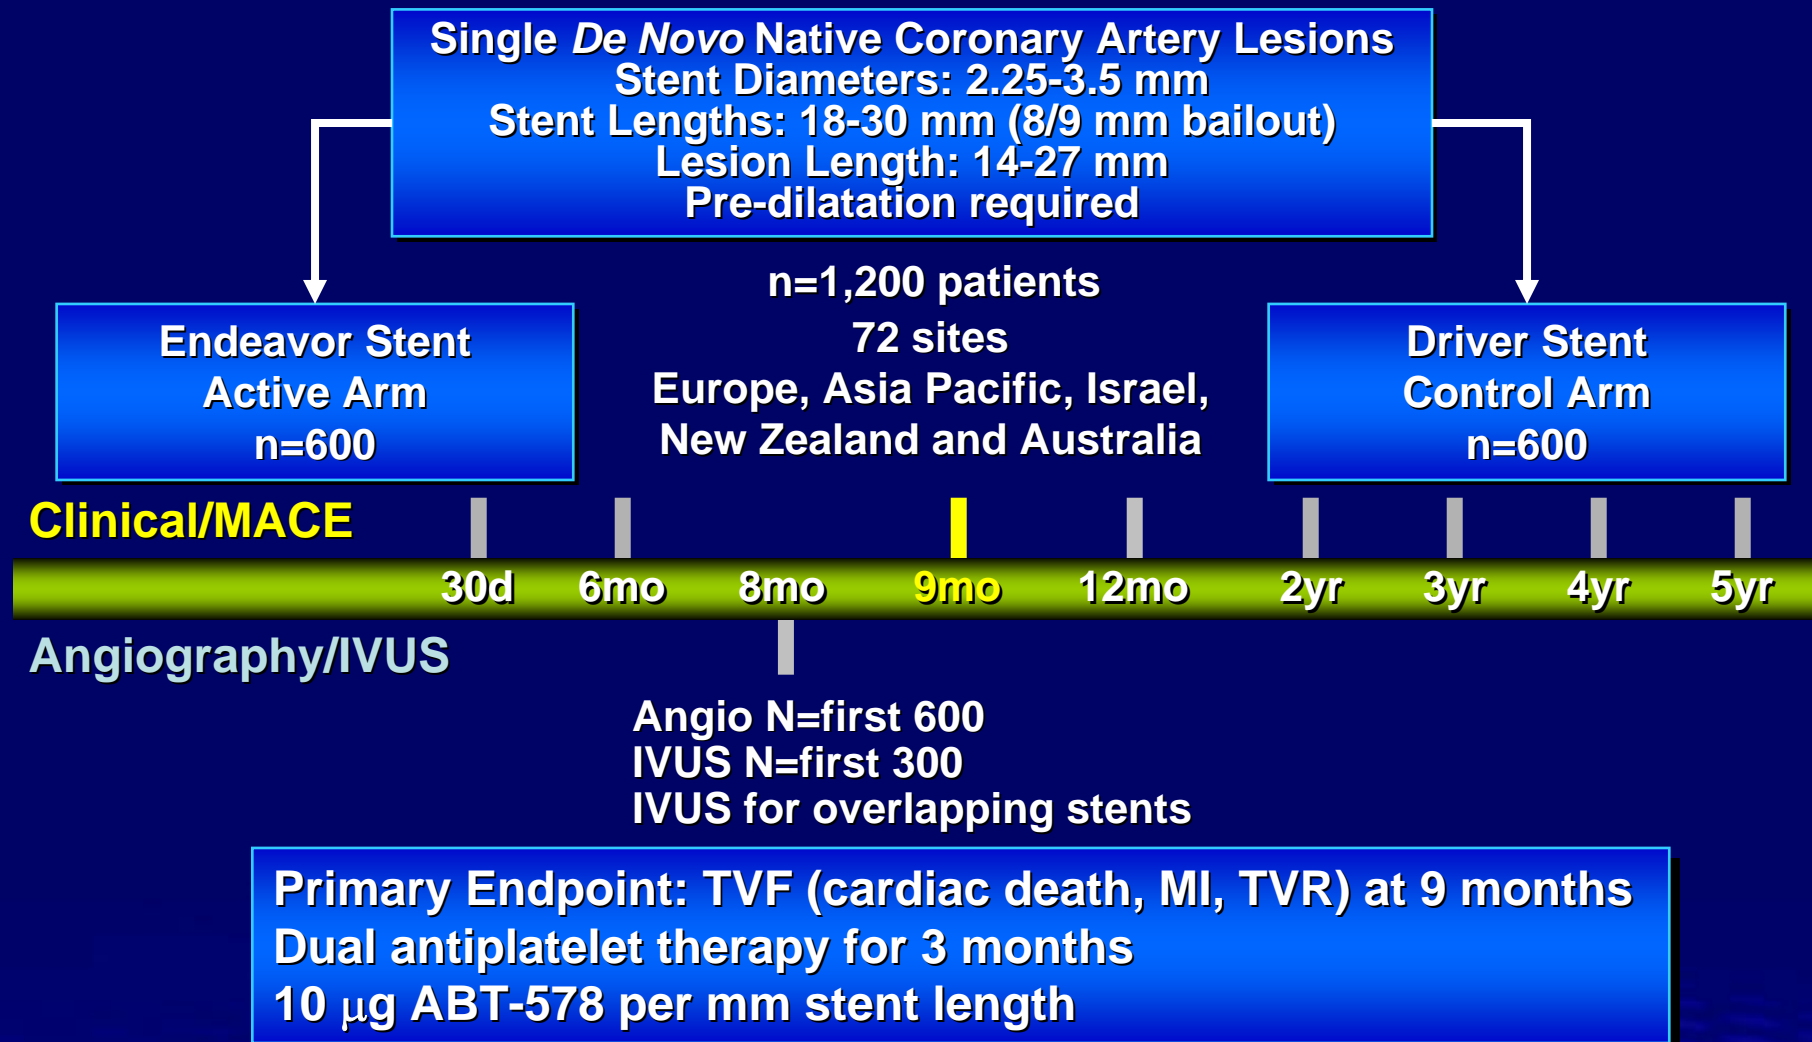 Single De Novo Native Coronary Artery Lesions
Stent Diameters: 2.25-3.5 mm
Stent Lengths: 18-30 mm (8/9 mm bailout)
Lesion Length: 14-27 mm
Pre-dilatation required
Endeavor Stent
Active Arm
n=600
n=1,200 patients
72 sites
Europe, Asia Pacific, Israel,
New Zealand and Australia
Driver Stent
Control Arm
n=600
Clinical/MACE
30d 6mo 8mo 9mo 12mo 2yr 3yr 4yr 5yr
Angiography/IVUS
Angio N=first 600
IVUS N=first 300
IVUS for overlapping stents
Primary Endpoint: TVF (cardiac death, MI, TVR) at 9 months
Dual antiplatelet therapy for 3 months
10 μg ABT-578 per mm stent length